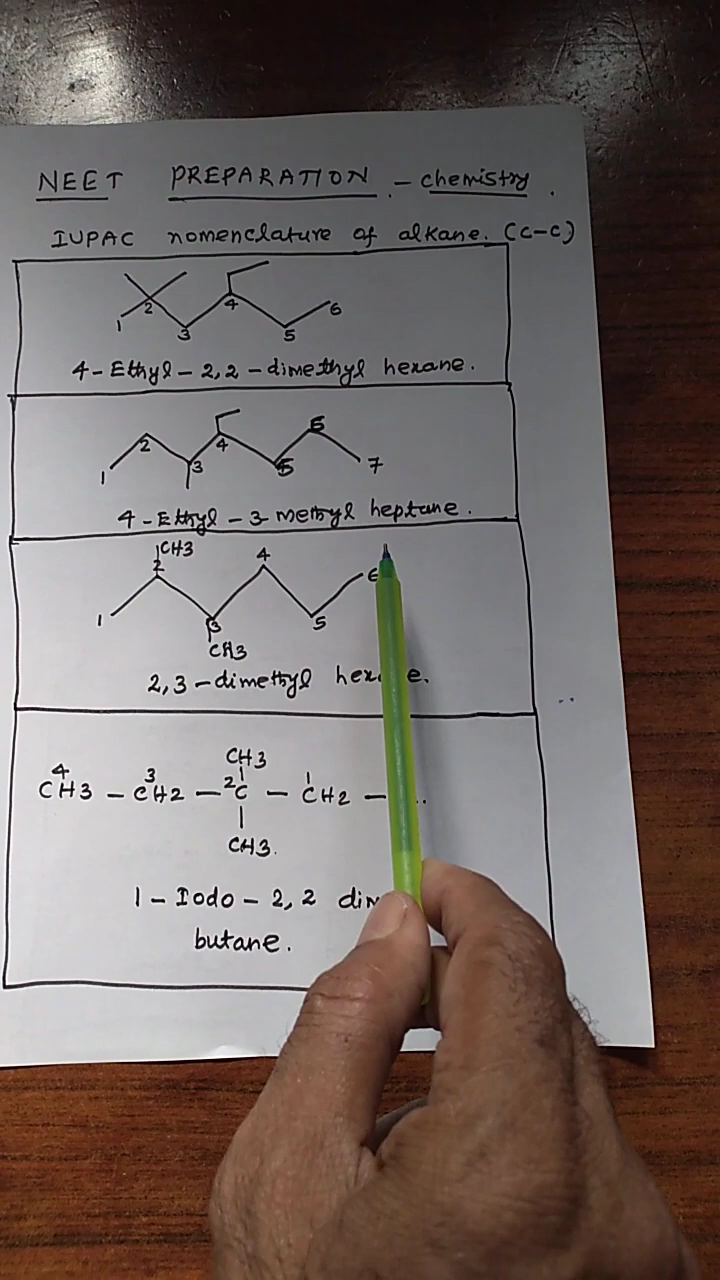 NEET PREPARATION - chemistry.
IUPAC nomenclature of alkane. (C-C)
1 2 3 4 5 6
4-Ethyl-2,2-dimethyl hexane.
1 2 3 4 5 6 7
4-Ethyl-3-methyl heptane.
CH3
1 2 3 4 5 6
CH3
2,3-dimethyl
CH3
4 3 2 1
CH3 - CH2 - C - CH2 -
CH3.
1-Iodo-2,2
butane.